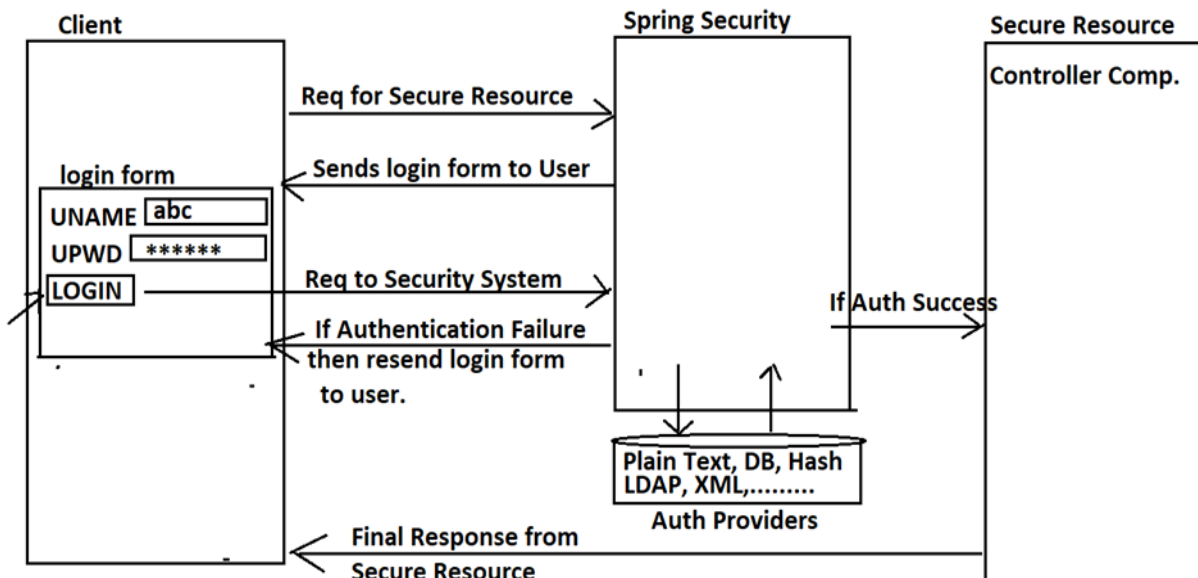 Client
Spring Security
Secure Resource
Controller Comp.
Req for Secure Resource
Sends login form to User
login form
UNAME abc
UPWD ******
LOGIN
Req to Security System
If Auth Success
If Authentication Failure
then resend login form
to user.
Plain Text, DB, Hash
LDAP, XML,.........
Auth Providers
Final Response from
Secure Resource